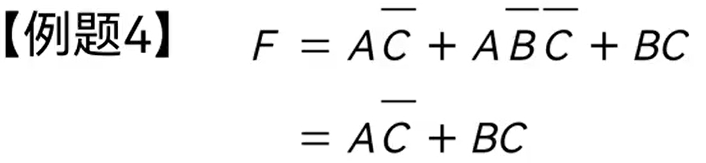 【例题4】 F = AC̅ + AB̅C̅ + BC
= AC̅ + BC